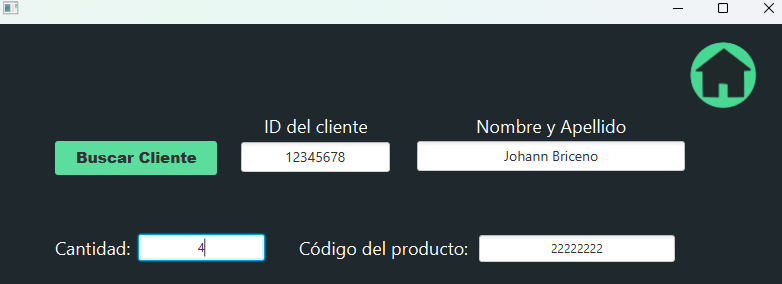 ID del cliente
Nombre y Apellido
Buscar Cliente
12345678
Johann Briceno
Cantidad:
4
Código del producto:
22222222